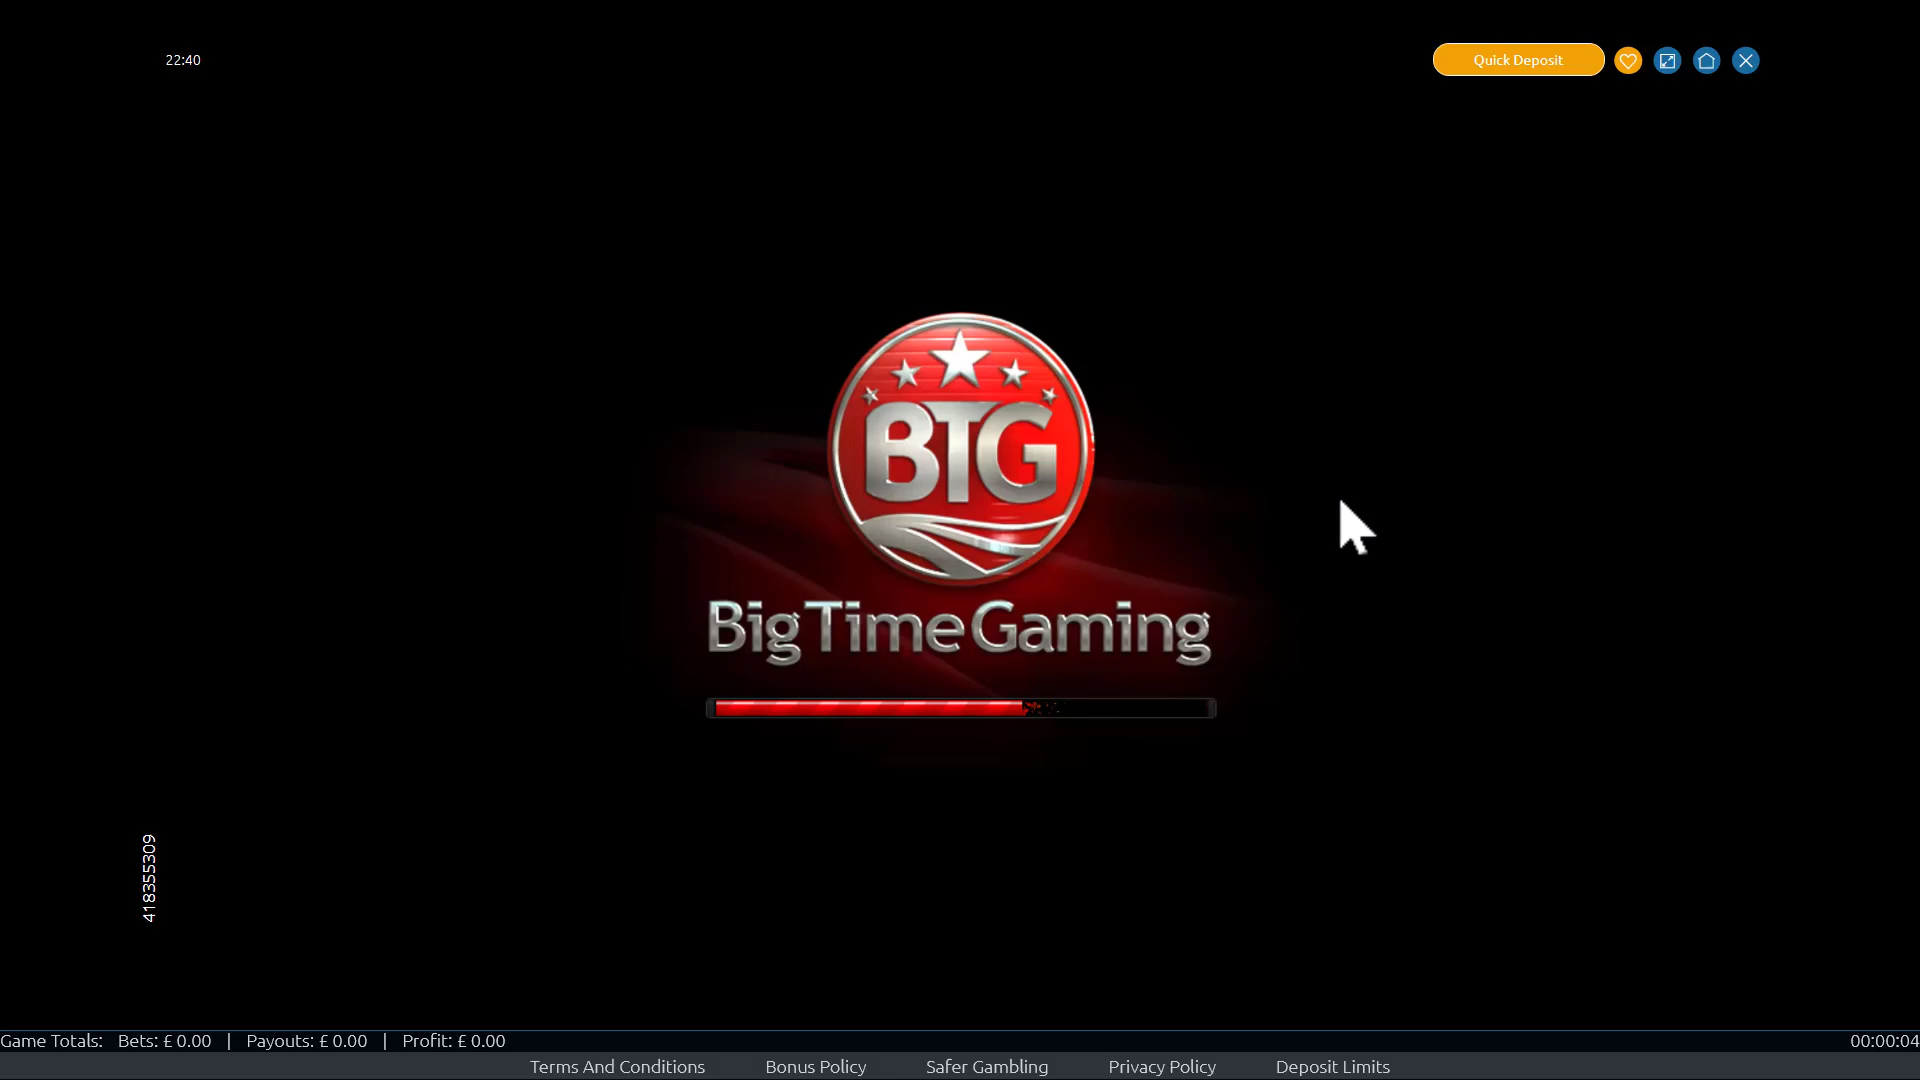 22:40
Quick Deposit
BTG
Big Time Gaming
418355309
Game Totals: Bets: £ 0.00 | Payouts: £ 0.00 | Profit: £ 0.00
00:00:04
Terms And Conditions Bonus Policy Safer Gambling Privacy Policy Deposit Limits